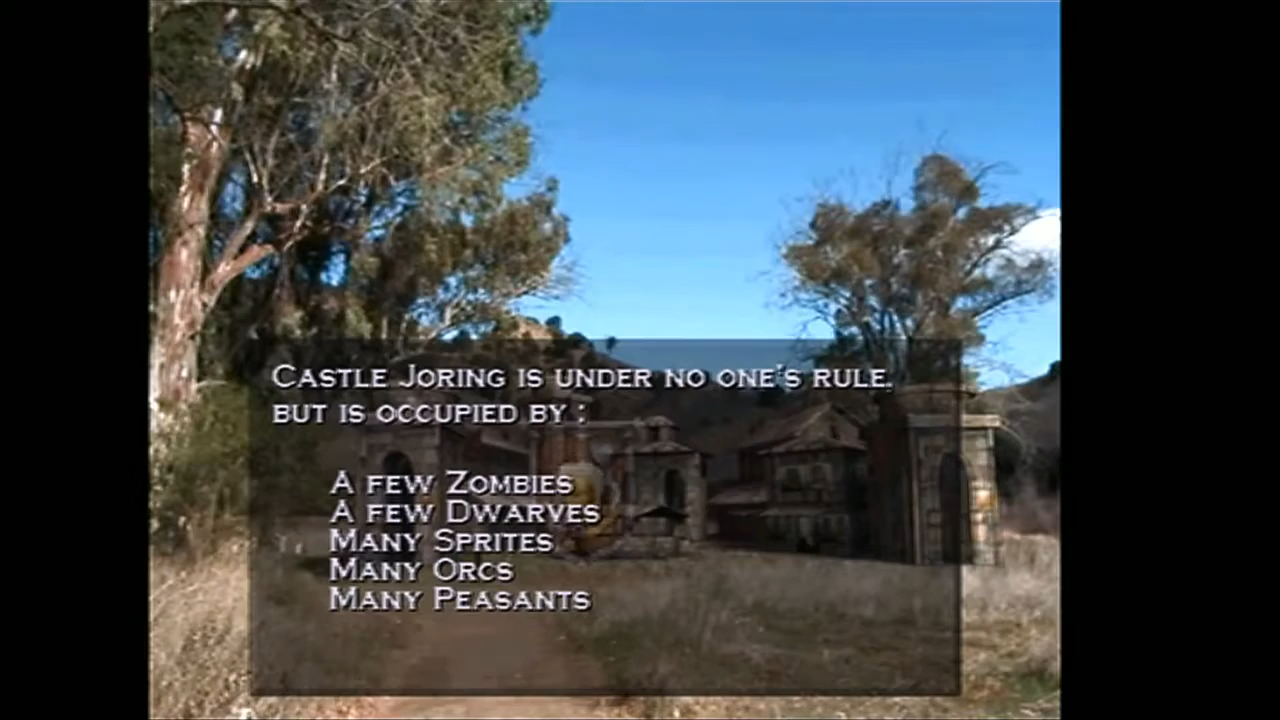 Castle Joring is under no one's rule.
but is occupied by :
A few Zombies
A few Dwarves
Many Sprites
Many Orcs
Many Peasants